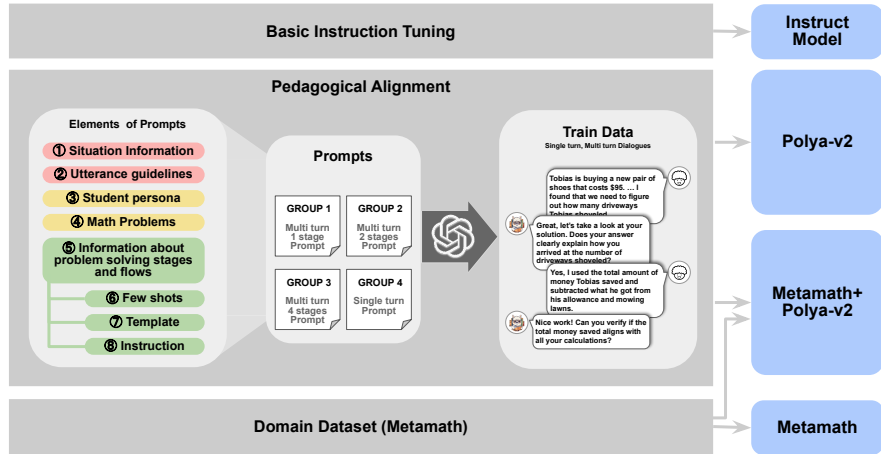 Basic Instruction Tuning
Instruct
Model
Pedagogical Alignment
Elements of Prompts
① Situation Information
② Utterance guidelines
③ Student persona
④ Math Problems
⑤ Information about
problem solving stages
and flows
⑥ Few shots
⑦ Template
⑧ Instruction
Prompts
GROUP 1
Multi turn
1 stage
Prompt
GROUP 2
Multi turn
2 stages
Prompt
GROUP 3
Multi turn
4 stages
Prompt
GROUP 4
Single turn
Prompt
Train Data
Single turn, Multi turn Dialogues
Tobias is buying a new pair of
shoes that costs $95. ... I
found that we need to figure
out how many driveways
Tobias shoveled
Great, let's take a look at your
solution. Does your answer
clearly explain how you
arrived at the number of
driveways shoveled?
Yes, I used the total amount of
money Tobias saved and
subtracted what he got from
his allowance and mowing
lawns.
Nice work! Can you verify if the
total money saved aligns with
all your calculations?
Polya-v2
Metamath+
Polya-v2
Domain Dataset (Metamath)
Metamath